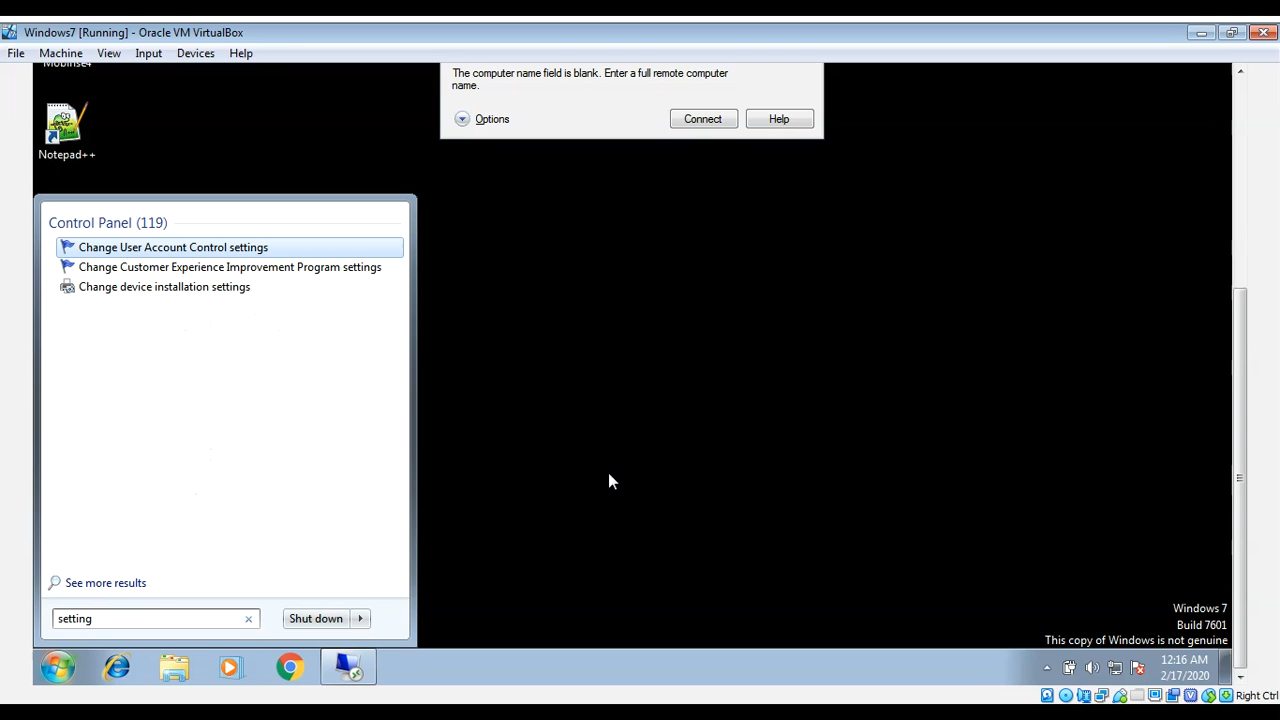 Windows7 [Running] - Oracle VM VirtualBox
File Machine View Input Devices Help
Mobirise4
The computer name field is blank. Enter a full remote computer
name.
Options Connect Help
Notepad++
Control Panel (119)
Change User Account Control settings
Change Customer Experience Improvement Program settings
Change device installation settings
See more results
setting
Shut down
Windows 7
Build 7601
This copy of Windows is not genuine
12:16 AM
2/17/2020
Right Ctrl